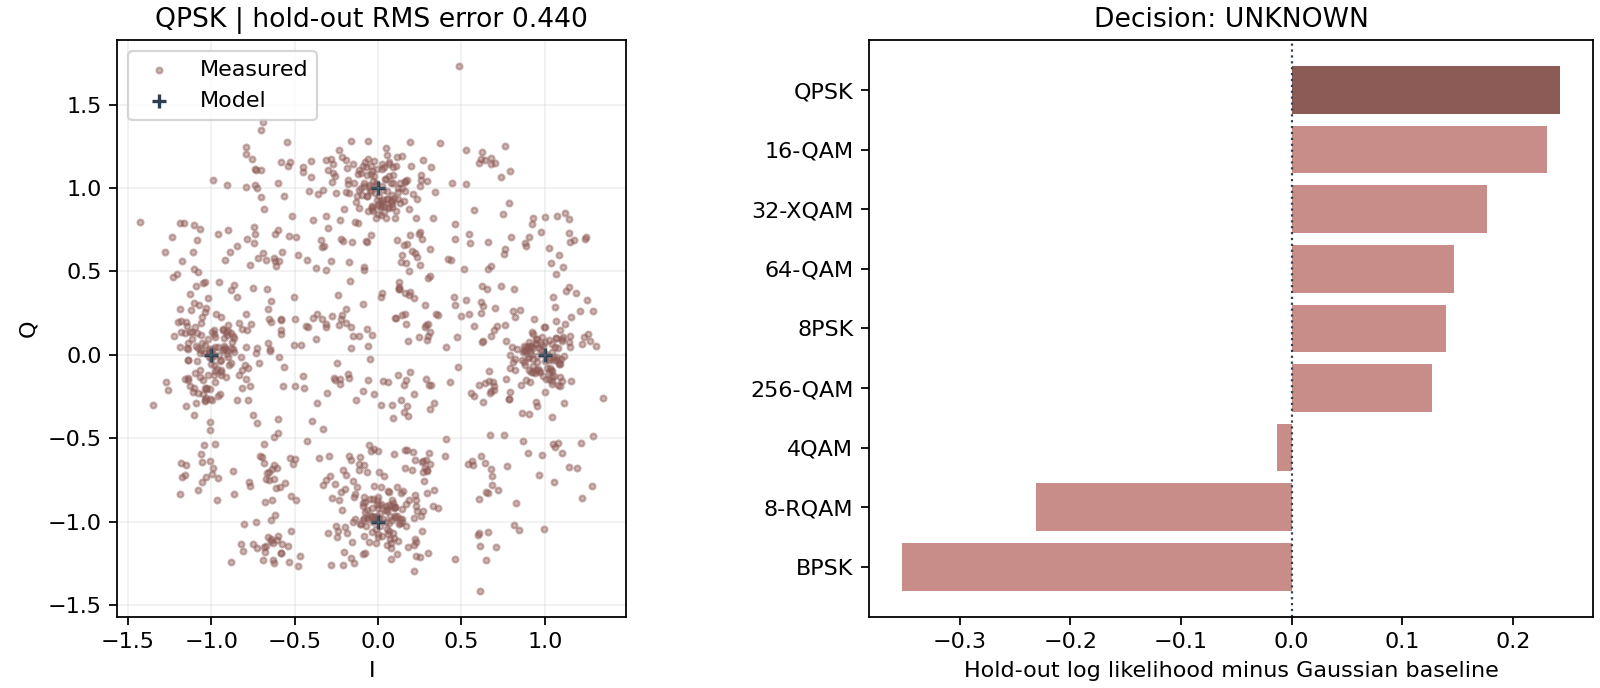 QPSK | hold-out RMS error 0.440
Measured
Model
1.5
1.0
0.5
0.0
−0.5
−1.0
−1.5
Q
−1.5
−1.0
−0.5
0.0
0.5
1.0
I
Decision: UNKNOWN
QPSK
16-QAM
32-XQAM
64-QAM
8PSK
256-QAM
4QAM
8-RQAM
BPSK
−0.3
−0.2
−0.1
0.0
0.1
0.2
Hold-out log likelihood minus Gaussian baseline